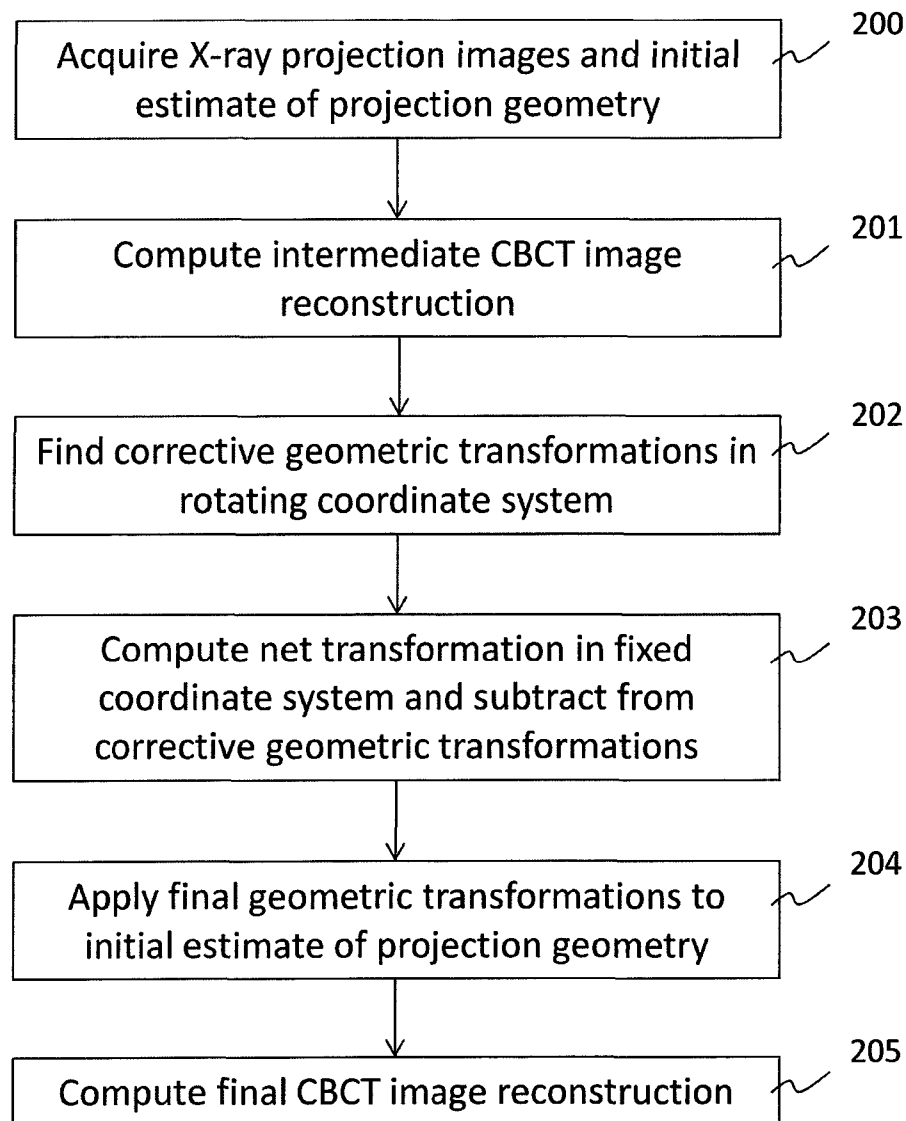 200
Acquire X-ray projection images and initial
estimate of projection geometry
201
Compute intermediate CBCT image
reconstruction
202
Find corrective geometric transformations in
rotating coordinate system
203
Compute net transformation in fixed
coordinate system and subtract from
corrective geometric transformations
204
Apply final geometric transformations to
initial estimate of projection geometry
205
Compute final CBCT image reconstruction